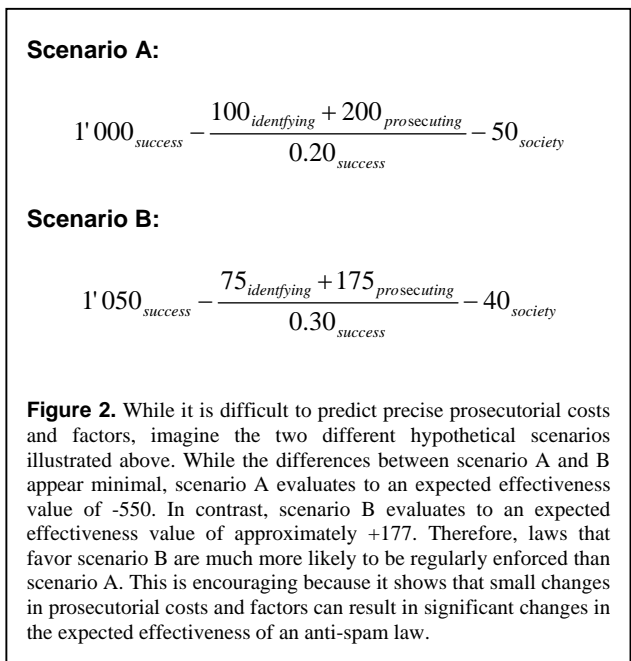 Scenario A:
1'000success − (100identfying + 200prosecuting) / 0.20success − 50society
Scenario B:
1'050success − (75identfying + 175prosecuting) / 0.30success − 40society
Figure 2. While it is difficult to predict precise prosecutorial costs
and factors, imagine the two different hypothetical scenarios
illustrated above. While the differences between scenario A and B
appear minimal, scenario A evaluates to an expected effectiveness
value of -550. In contrast, scenario B evaluates to an expected
effectiveness value of approximately +177. Therefore, laws that
favor scenario B are much more likely to be regularly enforced than
scenario A. This is encouraging because it shows that small changes
in prosecutorial costs and factors can result in significant changes in
the expected effectiveness of an anti-spam law.